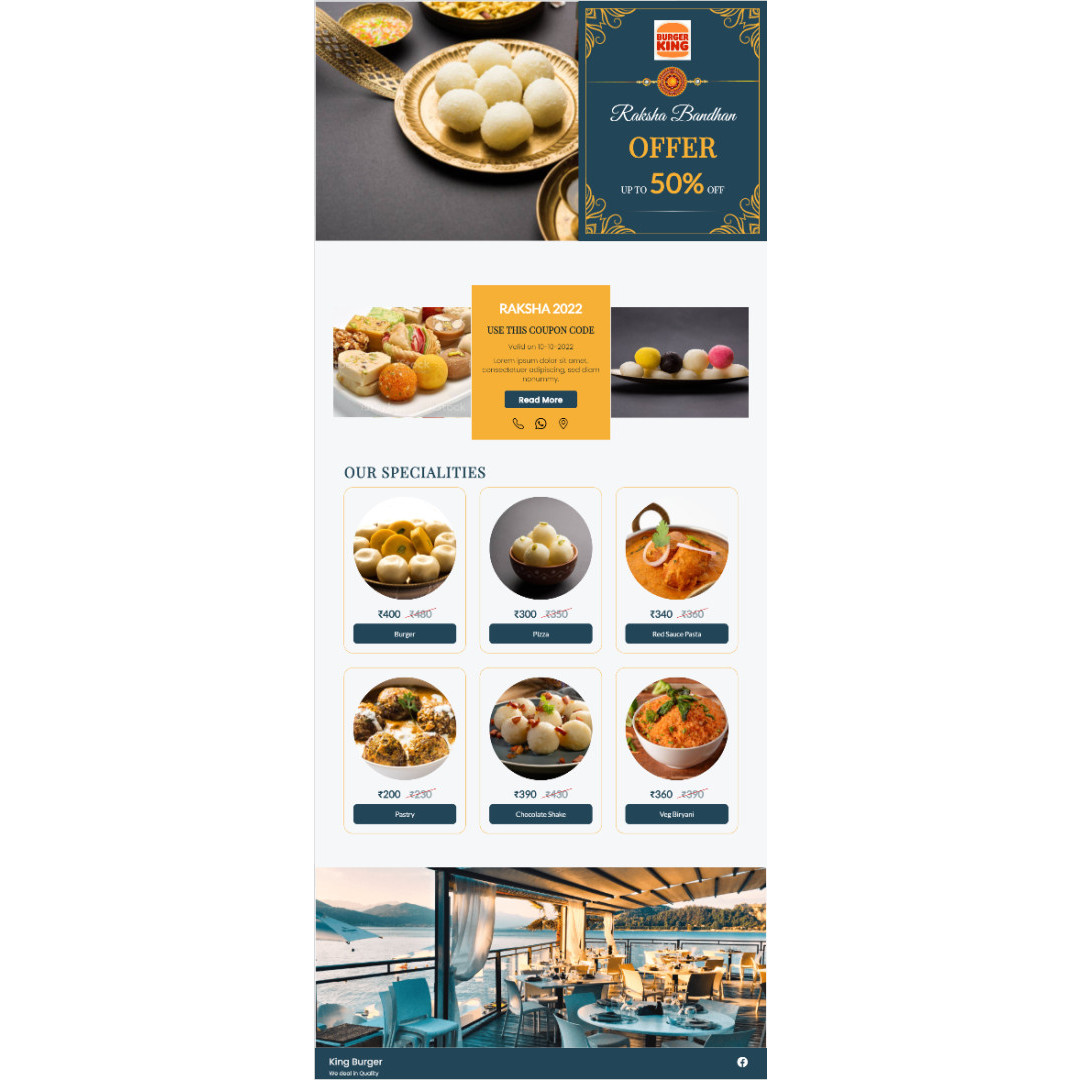 BURGER
KING
Raksha Bandhan
OFFER
UP TO 50% OFF
RAKSHA 2022
USE THIS COUPON CODE
Valid on 10-10-2022
Lorem ipsum dolor sit amet,
consectetuer adipiscing, sed diam
nonummy.
Read More
OUR SPECIALITIES
₹400 ₹480
Burger
₹300 ₹350
Pizza
₹340 ₹360
Red Sauce Pasta
₹200 ₹230
Pastry
₹390 ₹430
Chocolate Shake
₹360 ₹390
Veg Biryani
King Burger
We deal in Quality